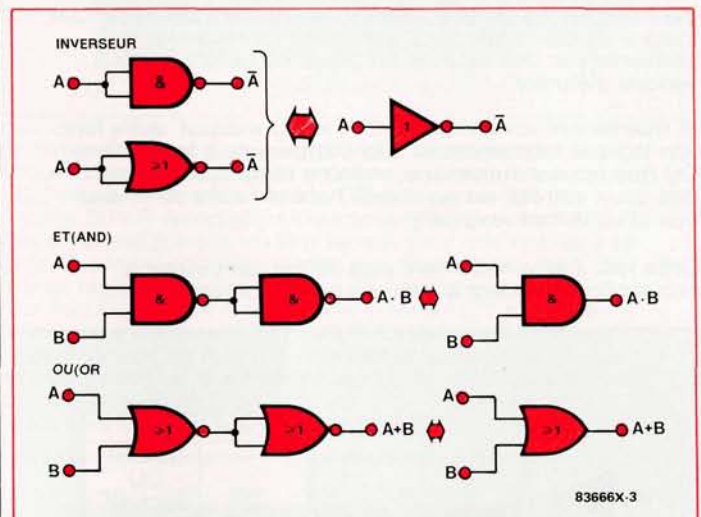 INVERSEUR
A & A̅
A ⩾1 A̅
A 1 A̅
ET(AND)
A
B
& & A · B
A
B
& A · B
OU(OR
A
B
⩾1 ⩾1 A+B
A
B
⩾1 A+B
83666X-3